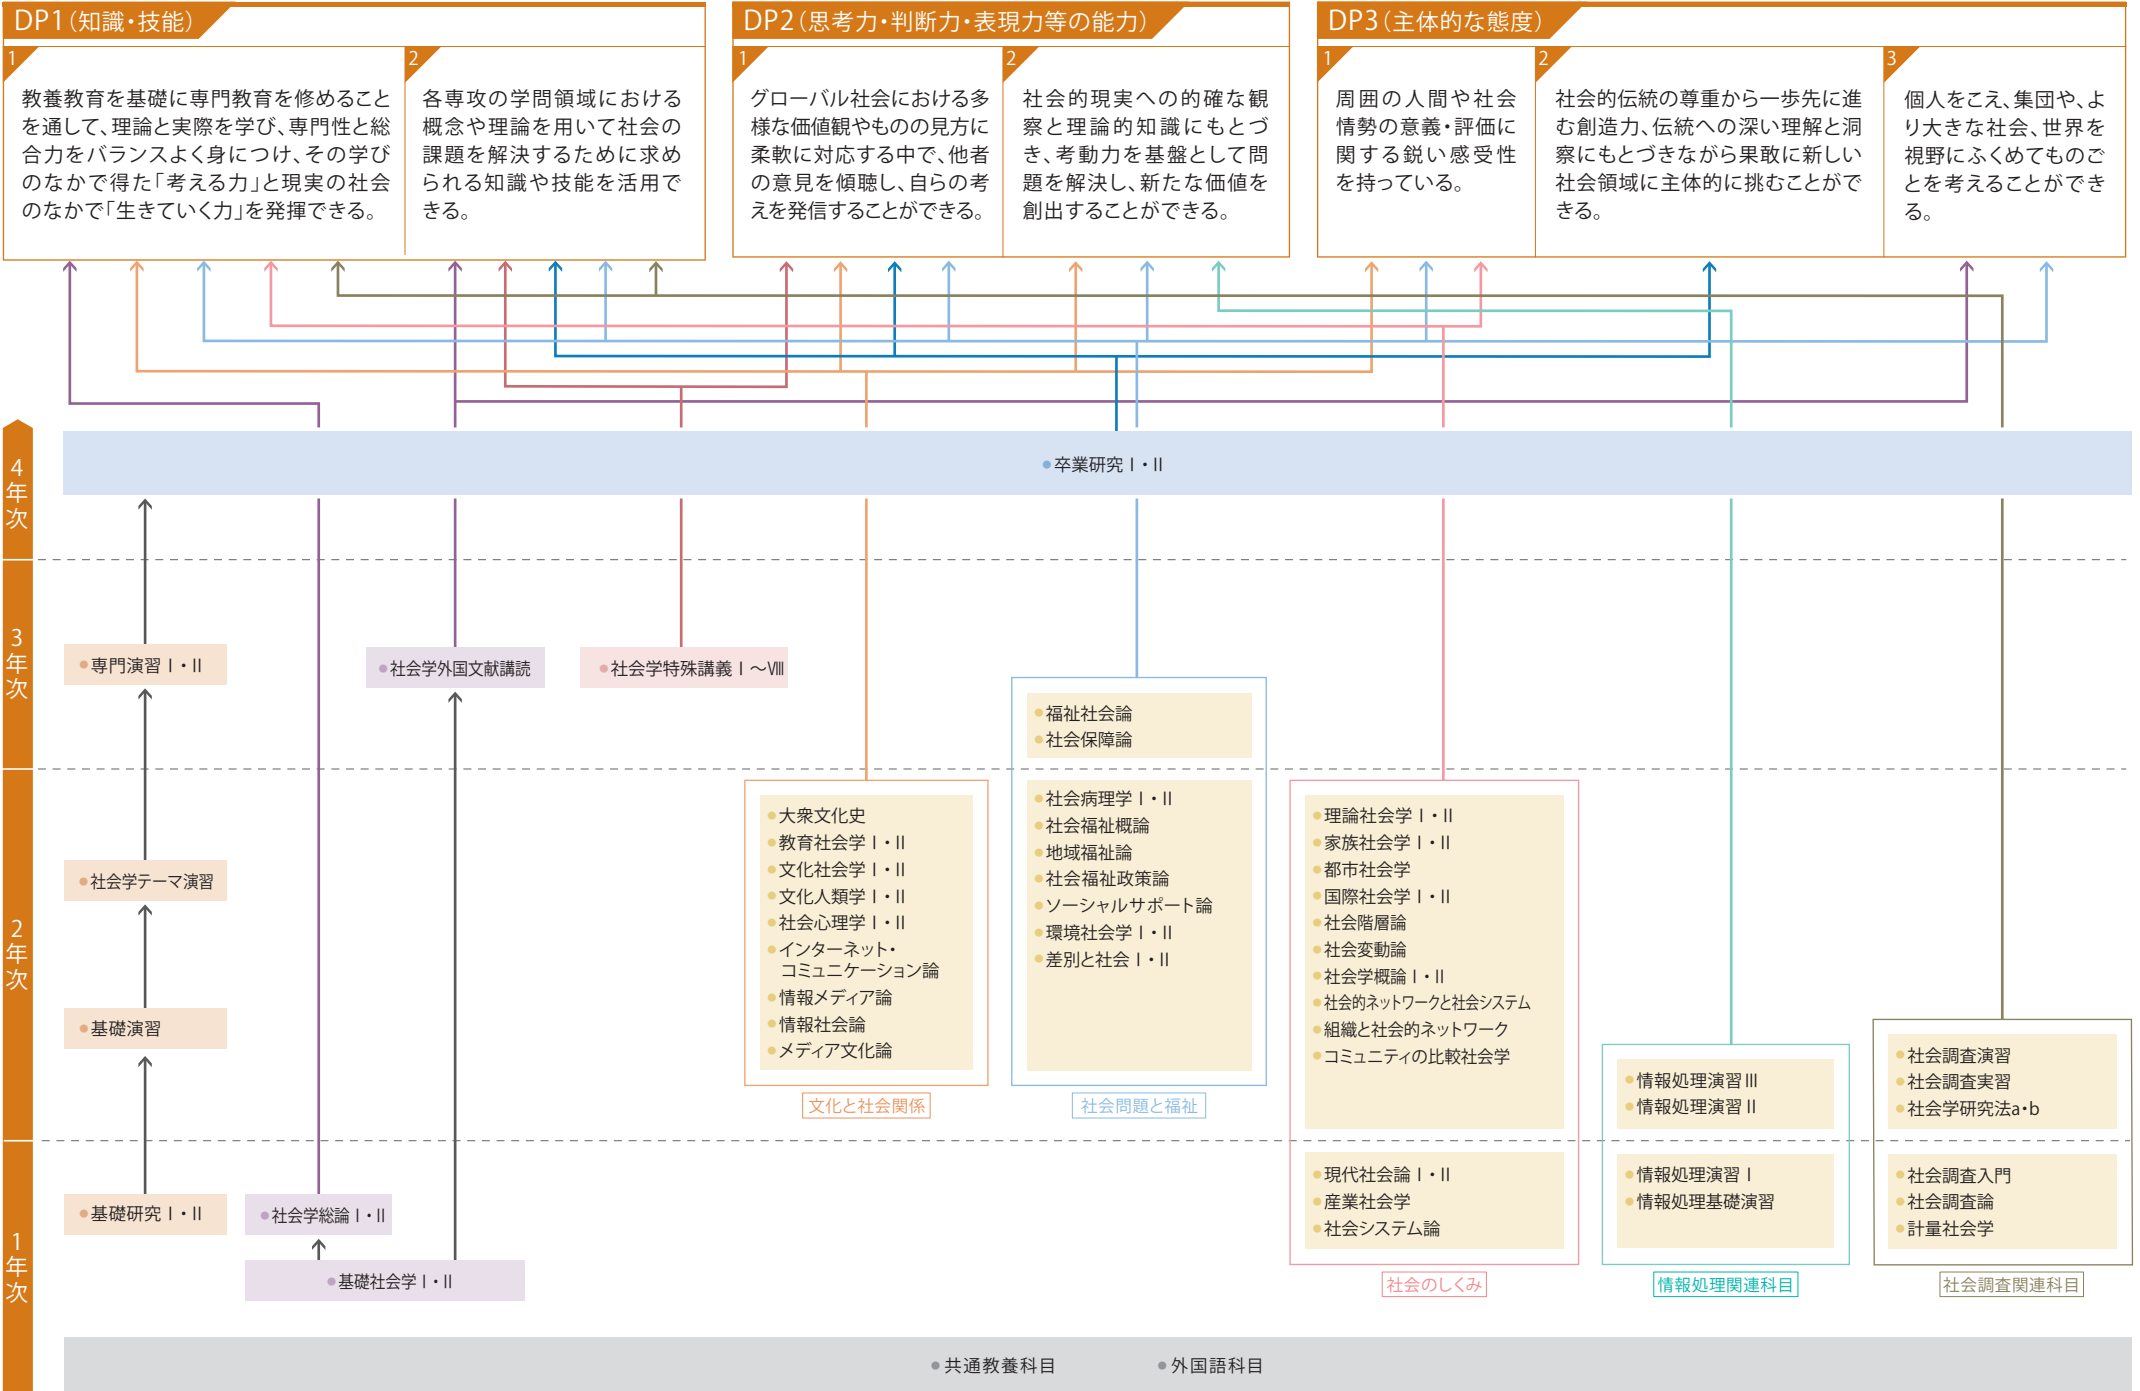 DP1（知識・技能）
1
教養教育を基礎に専門教育を修めること
を通して、理論と実際を学び、専門性と総
合力をバランスよく身につけ、その学び
のなかで得た「考える力」と現実の社会
のなかで「生きていく力」を発揮できる。
2
各専攻の学問領域における
概念や理論を用いて社会の
課題を解決するために求め
られる知識や技能を活用で
きる。
DP2（思考力・判断力・表現力等の能力）
1
グローバル社会における多
様な価値観やものの見方に
柔軟に対応する中で、他者
の意見を傾聴し、自らの考
えを発信することができる。
2
社会的現実への的確な観
察と理論的知識にもとづ
き、考動力を基盤として問
題を解決し、新たな価値を
創出することができる。
DP3（主体的な態度）
1
周囲の人間や社会
情勢の意義・評価に
関する鋭い感受性
を持っている。
2
社会的伝統の尊重から一歩先に進
む創造力、伝統への深い理解と洞
察にもとづきながら果敢に新しい
社会領域に主体的に挑むことがで
きる。
3
個人をこえ、集団や、よ
り大きな社会、世界を
視野にふくめてものご
とを考えることができ
る。
4年次
●卒業研究Ⅰ・Ⅱ
3年次
●専門演習Ⅰ・Ⅱ
●社会学外国文献講読
●社会学特殊講義Ⅰ～Ⅷ
●福祉社会論
●社会保障論
2年次
●社会学テーマ演習
●基礎演習
●大衆文化史
●教育社会学Ⅰ・Ⅱ
●文化社会学Ⅰ・Ⅱ
●文化人類学Ⅰ・Ⅱ
●社会心理学Ⅰ・Ⅱ
●インターネット・
コミュニケーション論
●情報メディア論
●情報社会論
●メディア文化論
文化と社会関係
●社会病理学Ⅰ・Ⅱ
●社会福祉概論
●地域福祉論
●社会福祉政策論
●ソーシャルサポート論
●環境社会学Ⅰ・Ⅱ
●差別と社会Ⅰ・Ⅱ
社会問題と福祉
●理論社会学Ⅰ・Ⅱ
●家族社会学Ⅰ・Ⅱ
●都市社会学
●国際社会学Ⅰ・Ⅱ
●社会階層論
●社会変動論
●社会学概論Ⅰ・Ⅱ
●社会的ネットワークと社会システム
●組織と社会的ネットワーク
●コミュニティの比較社会学
●情報処理演習Ⅲ
●情報処理演習Ⅱ
●社会調査演習
●社会調査実習
●社会学研究法a・b
1年次
●基礎研究Ⅰ・Ⅱ
●社会学総論Ⅰ・Ⅱ
●基礎社会学Ⅰ・Ⅱ
●現代社会論Ⅰ・Ⅱ
●産業社会学
●社会システム論
社会のしくみ
●情報処理演習Ⅰ
●情報処理基礎演習
情報処理関連科目
●社会調査入門
●社会調査論
●計量社会学
社会調査関連科目
●共通教養科目
●外国語科目